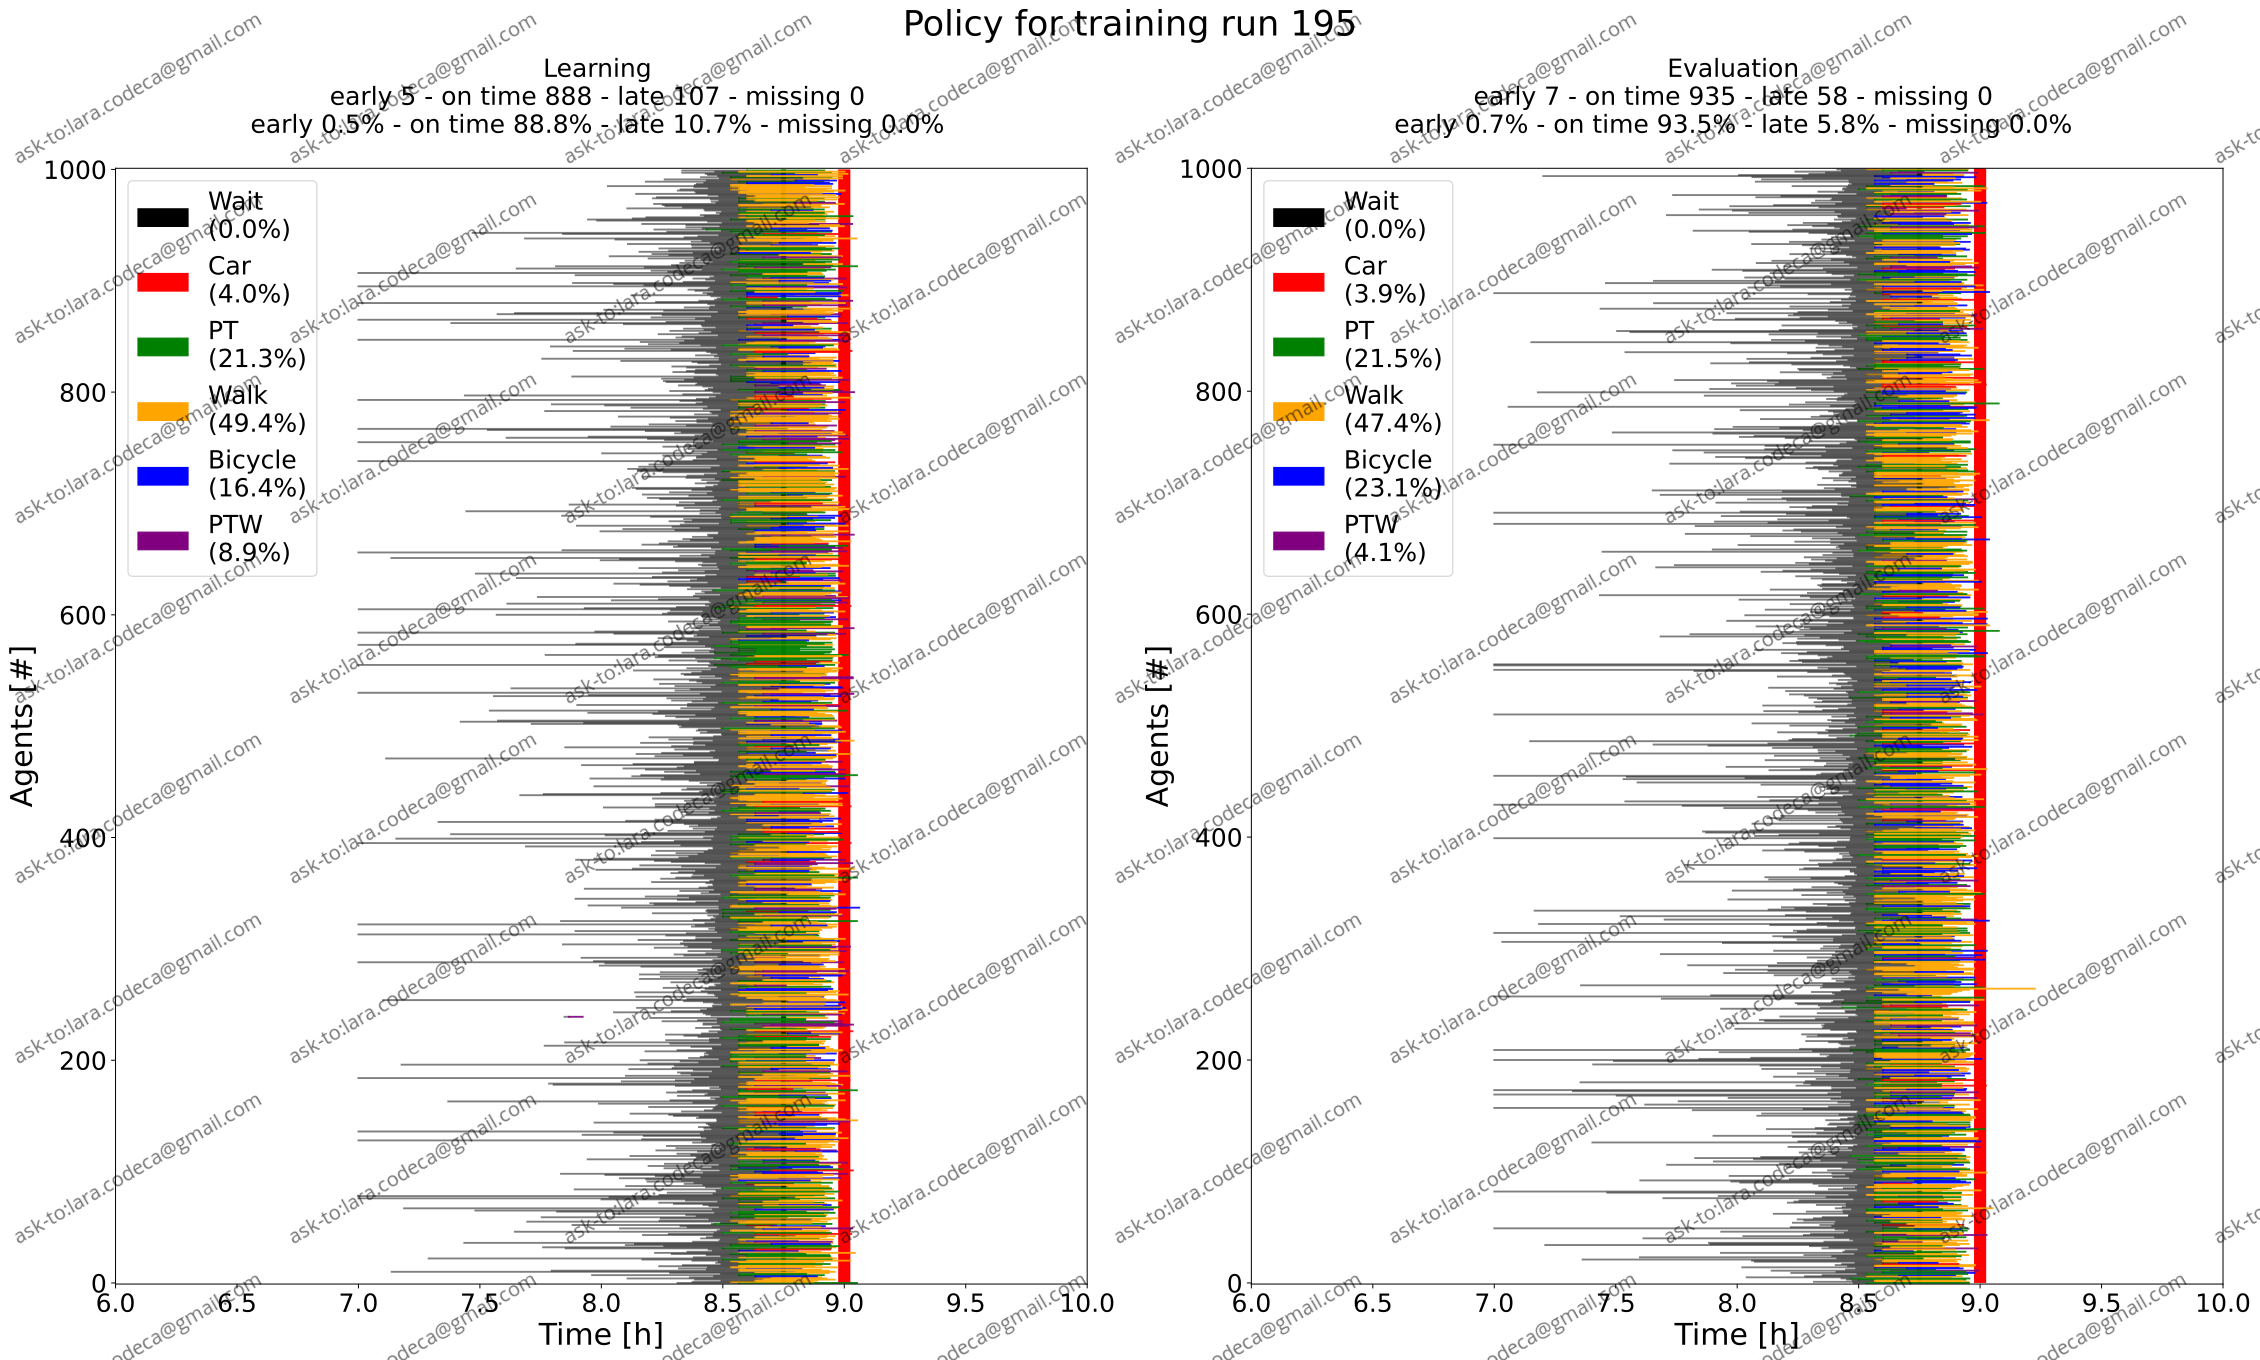 Policy for training run 195
Learning
early 5 - on time 888 - late 107 - missing 0
early 0.5% - on time 88.8% - late 10.7% - missing 0.0%
Evaluation
early 7 - on time 935 - late 58 - missing 0
early 0.7% - on time 93.5% - late 5.8% - missing 0.0%
Agents [#]
1000
800
600
400
200
0
Wait
(0.0%)
Car
(4.0%)
PT
(21.3%)
Walk
(49.4%)
Bicycle
(16.4%)
PTW
(8.9%)
6.0 6.5 7.0 7.5 8.0 8.5 9.0 9.5 10.0
Time [h]
Agents [#]
1000
800
600
400
200
0
Wait
(0.0%)
Car
(3.9%)
PT
(21.5%)
Walk
(47.4%)
Bicycle
(23.1%)
PTW
(4.1%)
6.0 6.5 7.0 7.5 8.0 8.5 9.0 9.5 10.0
Time [h]
ask-to:lara.codeca@gmail.com